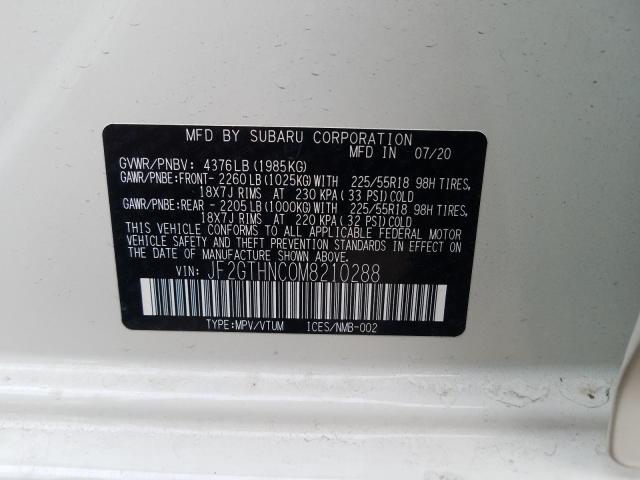 MFD BY SUBARU CORPORATION
MFD IN 07/20
GVWR/PNBV: 4376LB(1985KG)
GAWR/PNBE:FRONT- 2260LB(1025KG)WITH 225/55R18 98H TIRES,
18X7J RIMS AT 230 KPA(33 PSI)COLD
GAWR/PNBE:REAR - 2205LB(1000KG)WITH 225/55R18 98H TIRES,
18X7J RIMS AT 220 KPA(32 PSI)COLD
THIS VEHICLE CONFORMS TO ALL APPLICABLE FEDERAL MOTOR
VEHICLE SAFETY AND THEFT PREVENTION STANDARDS IN EFFECT ON
THE DATE OF MANUFACTURE SHOWN ABOVE.
VIN: JF2GTHNC0M8210288
TYPE:MPV/VTUM ICES/NMB-002